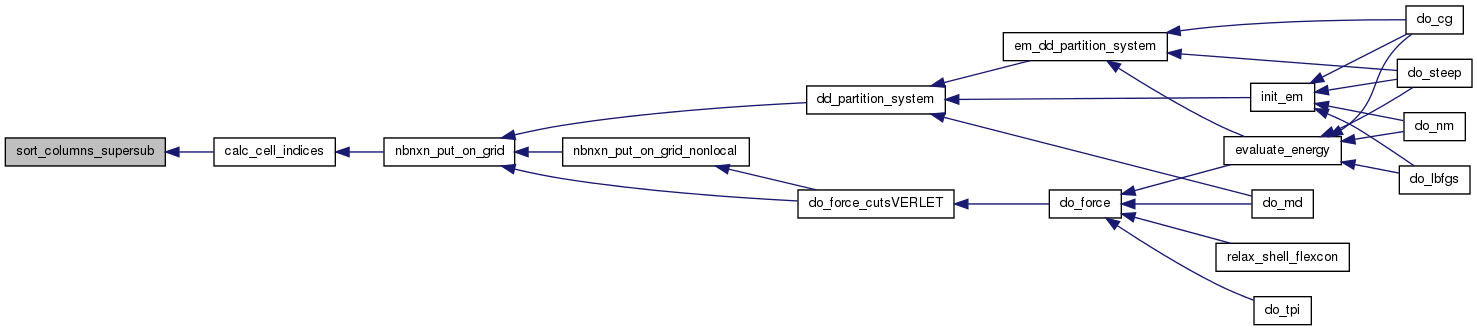 sort_columns_supersub
calc_cell_indices
nbnxn_put_on_grid
dd_partition_system
nbnxn_put_on_grid_nonlocal
do_force_cutsVERLET
em_dd_partition_system
do_force
init_em
evaluate_energy
do_md
relax_shell_flexcon
do_tpi
do_cg
do_steep
do_nm
do_lbfgs